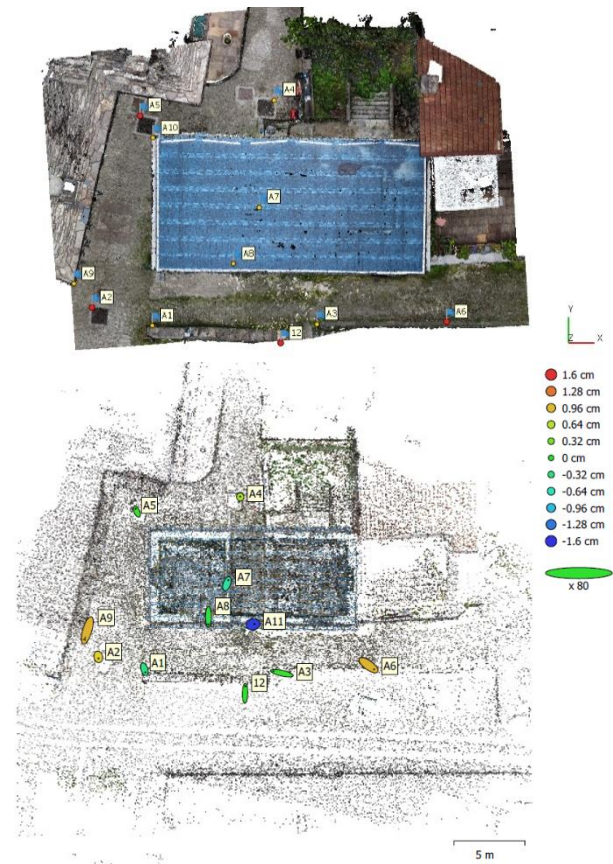 A4
A5
A10
A7
A8
A9
A2
A1
A3
A6
12
Y
Z
X
1.6 cm
1.28 cm
0.96 cm
0.64 cm
0.32 cm
0 cm
-0.32 cm
-0.64 cm
-0.96 cm
-1.28 cm
-1.6 cm
x 80
A4
A5
A7
A8
A11
A9
A2
A1
A3
A6
12
5 m